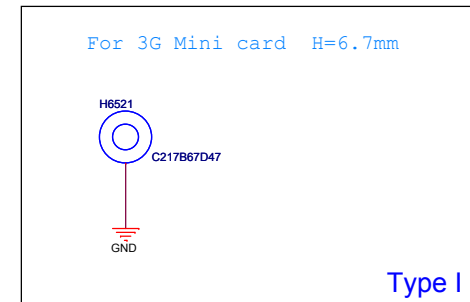 For 3G Mini card  H=6.7mm
H6521
C217B67D47
GND
Type I